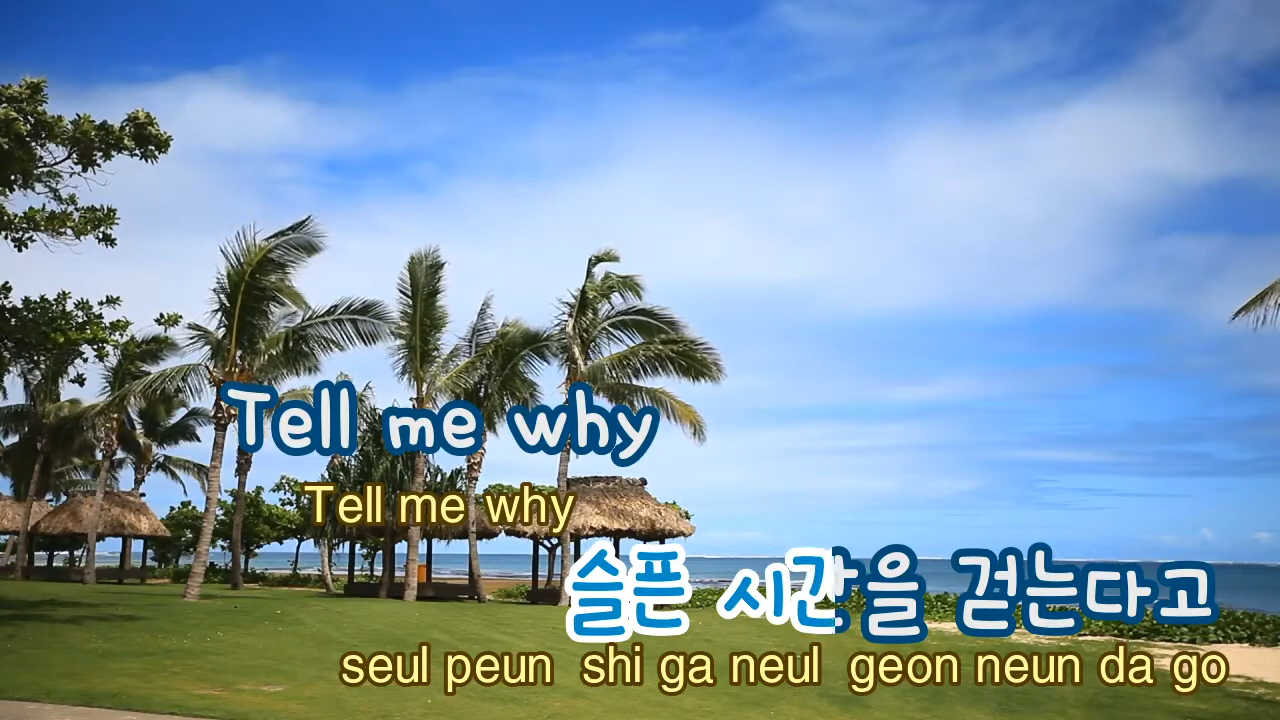 Tell me why
Tell me why
슬픈 시간을 걷는다고
seul peun shi ga neul geon neun da go